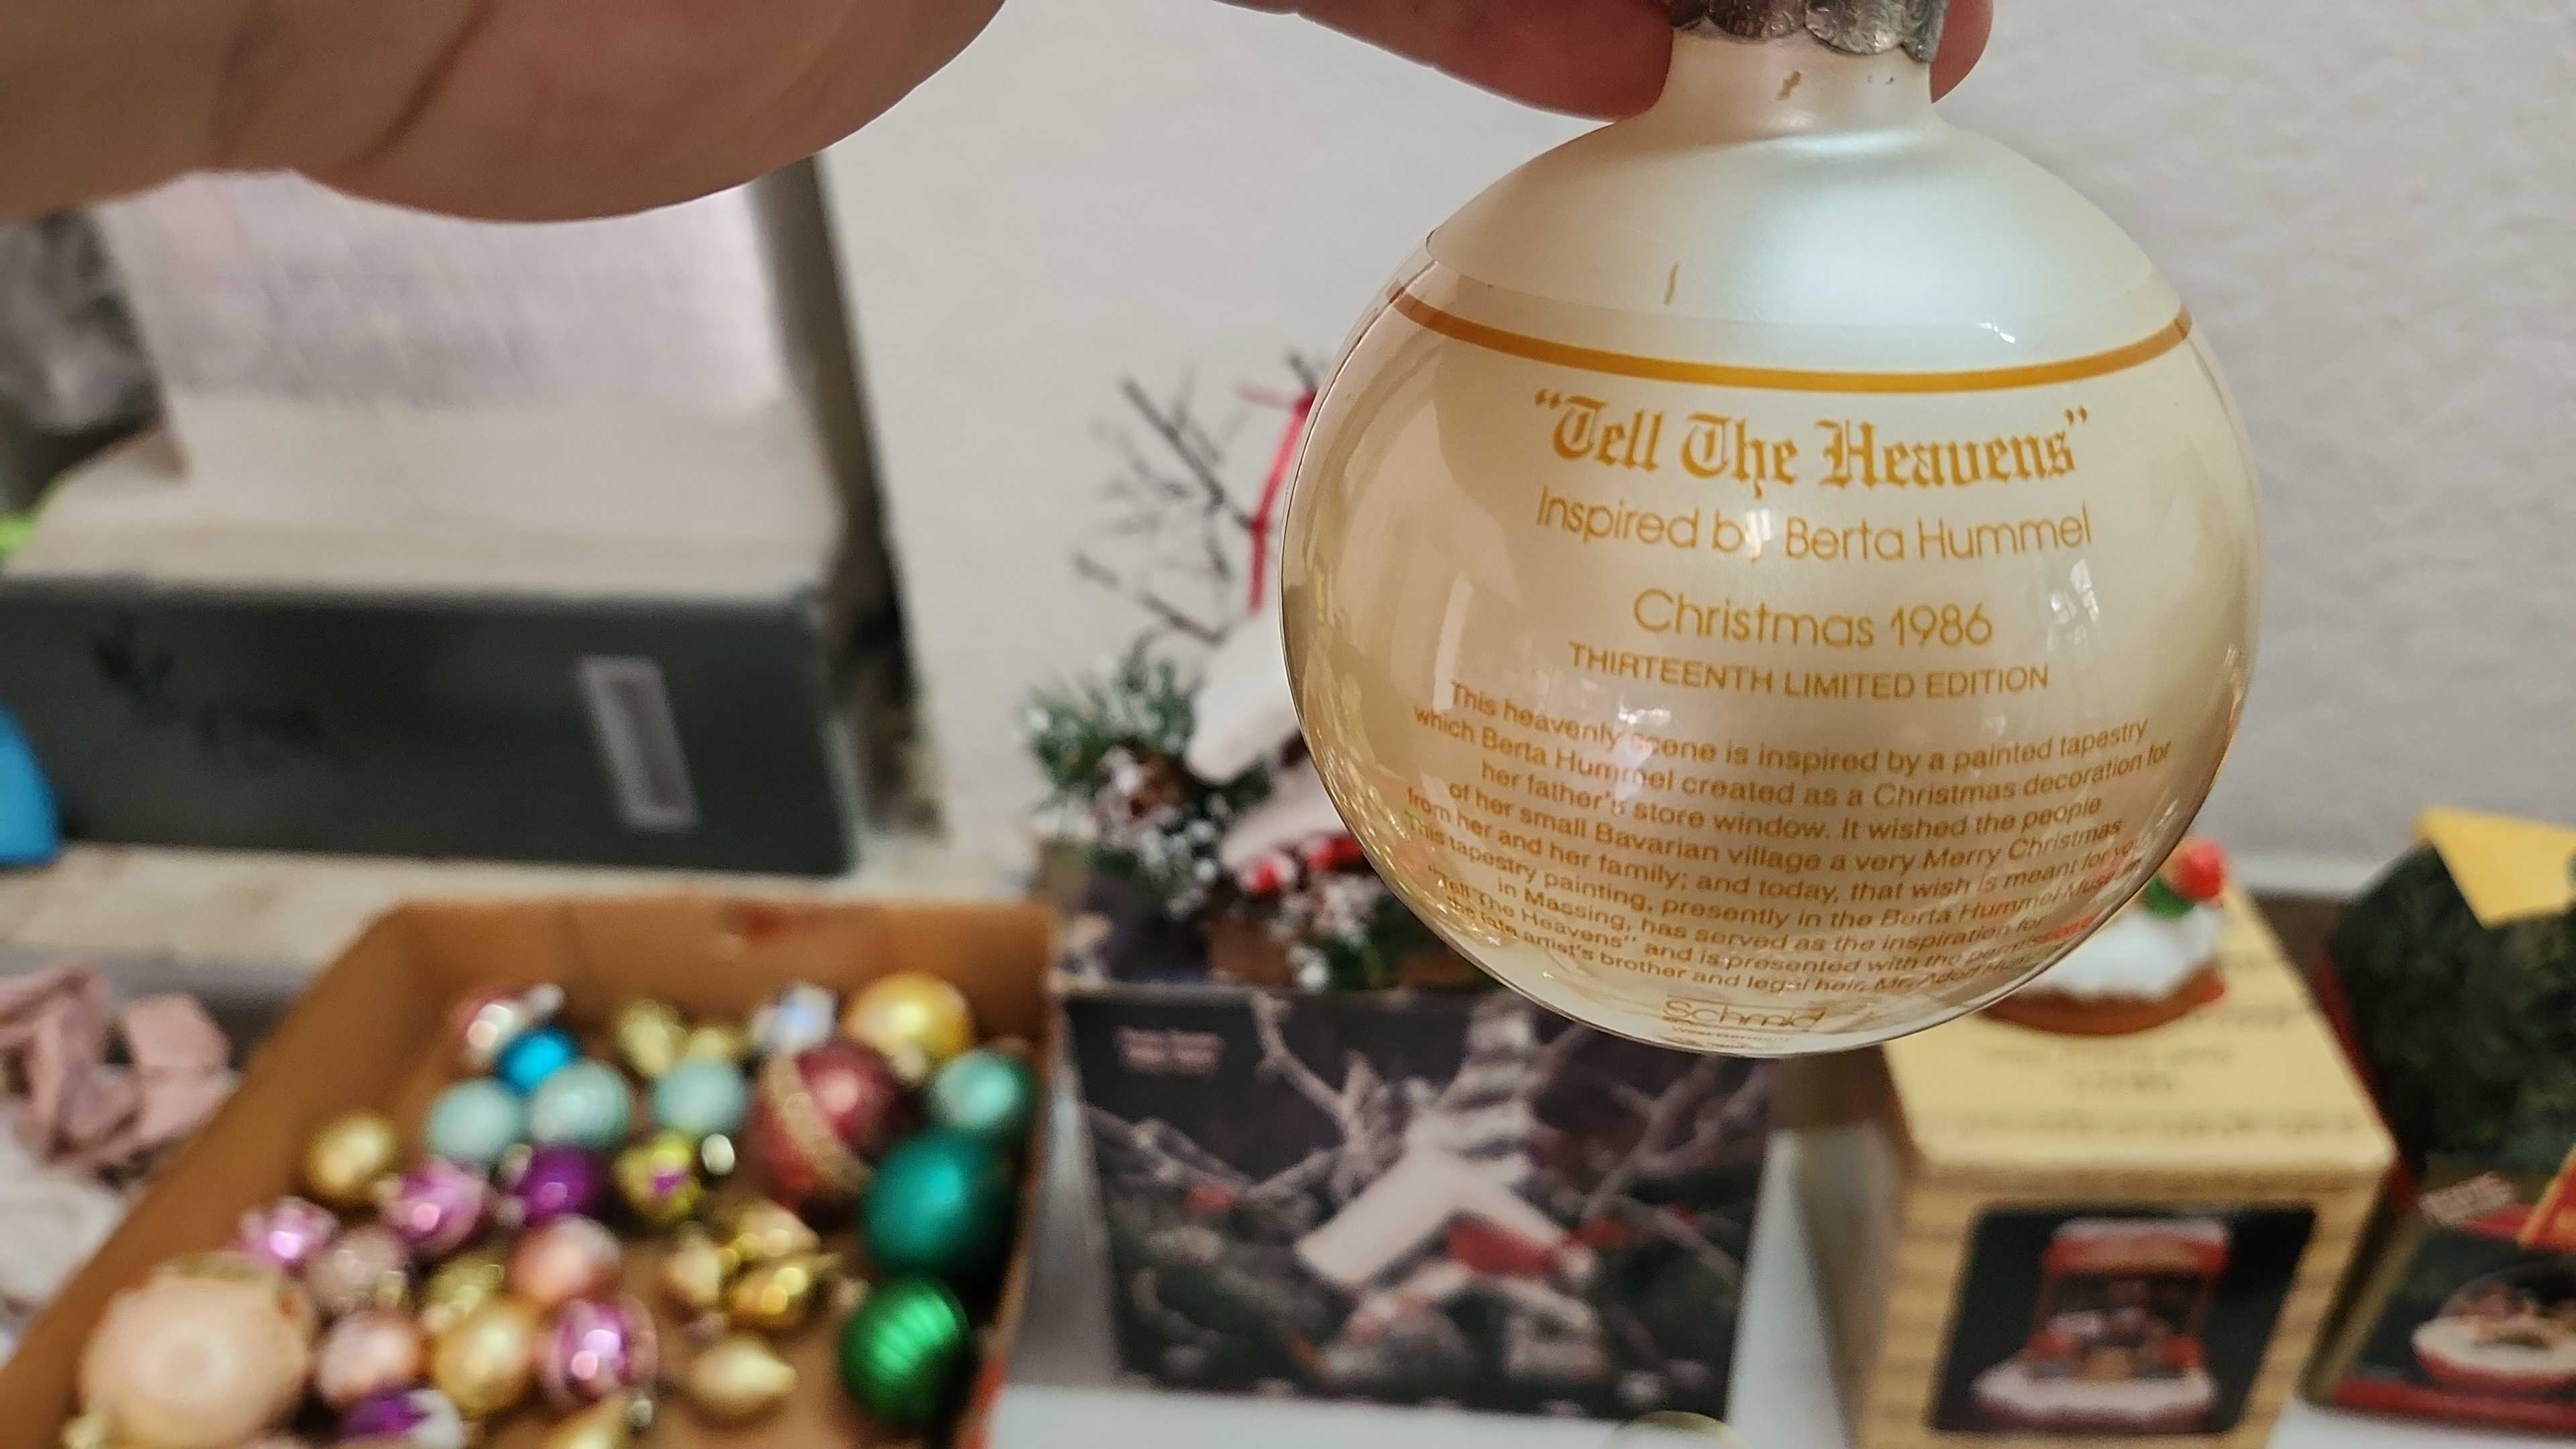 “Tell The Heavens”
Inspired by Berta Hummel
Christmas 1986
THIRTEENTH LIMITED EDITION
This heavenly scene is inspired by a painted tapestry
which Berta Hummel created as a Christmas decoration for
her father's store window. It wished the people
of her small Bavarian village a very Merry Christmas
from her and her family; and today, that wish is meant for
This tapestry painting, presently in the Berta Hummel Museum
in Massing, has served as the inspiration for
"Tell The Heavens" and is presented with the permission
the late artist's brother and legal heir, Mr. Adolf
Schmid